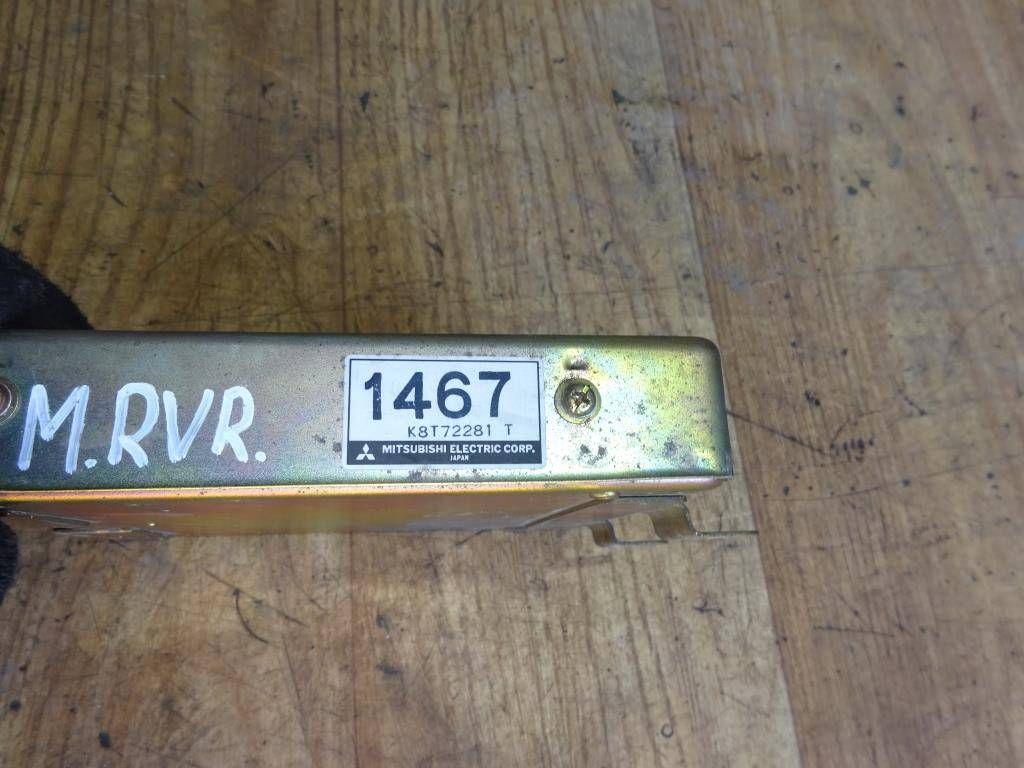 M.RVR.
1467
K8T72281 T
MITSUBISHI ELECTRIC CORP.
JAPAN